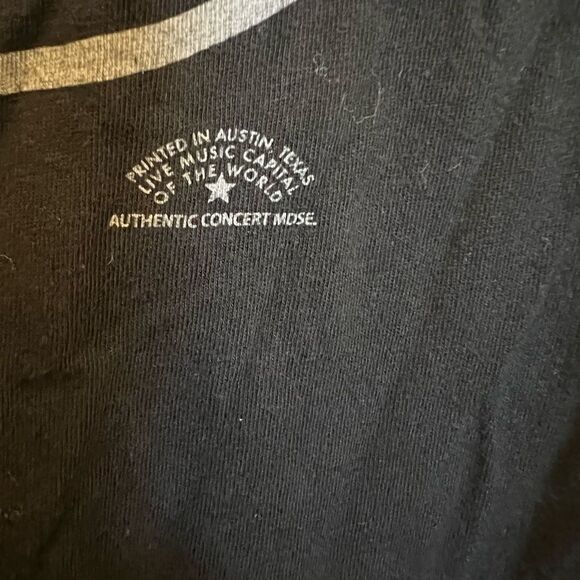 PRINTED IN AUSTIN, TEXAS
LIVE MUSIC CAPITAL
OF THE WORLD
AUTHENTIC CONCERT MDSE.